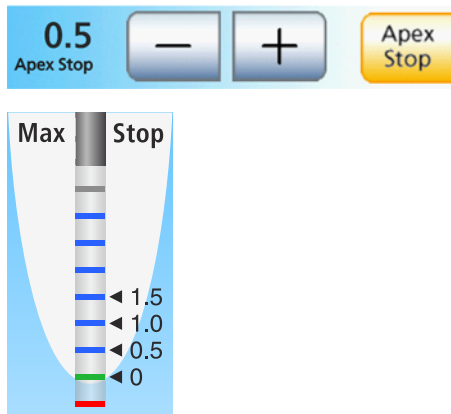 0.5
Apex Stop
−
+
Apex
Stop
Max Stop
◄ 1.5
◄ 1.0
◄ 0.5
◄ 0